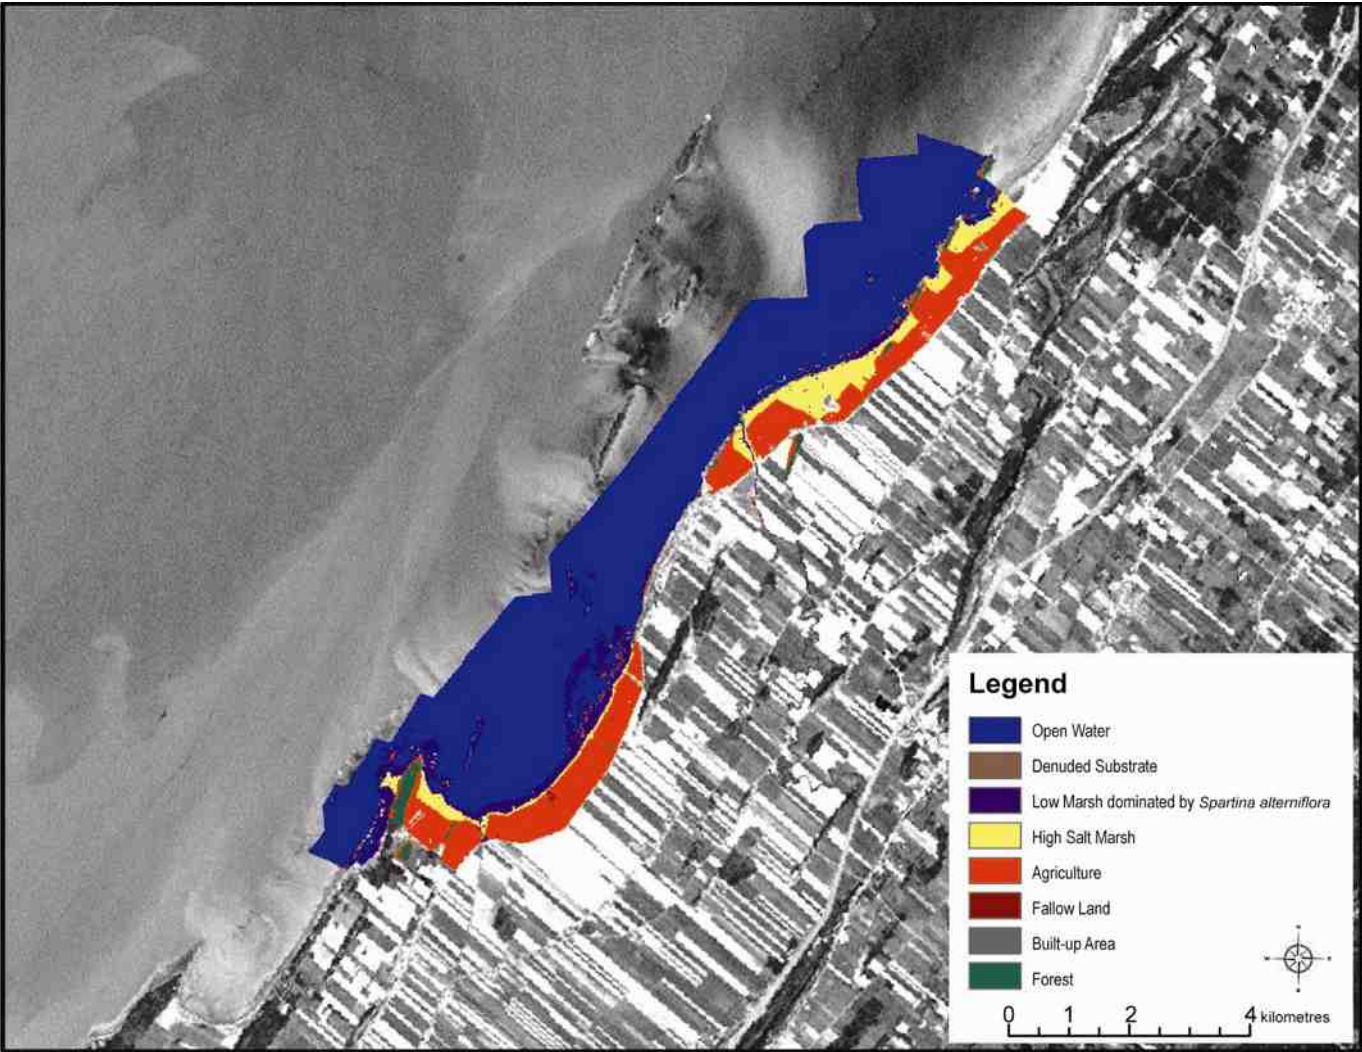 Legend
Open Water
Denuded Substrate
Low Marsh dominated by Spartina alterniflora
High Salt Marsh
Agriculture
Fallow Land
Built-up Area
Forest
0 1 2 4 kilometres